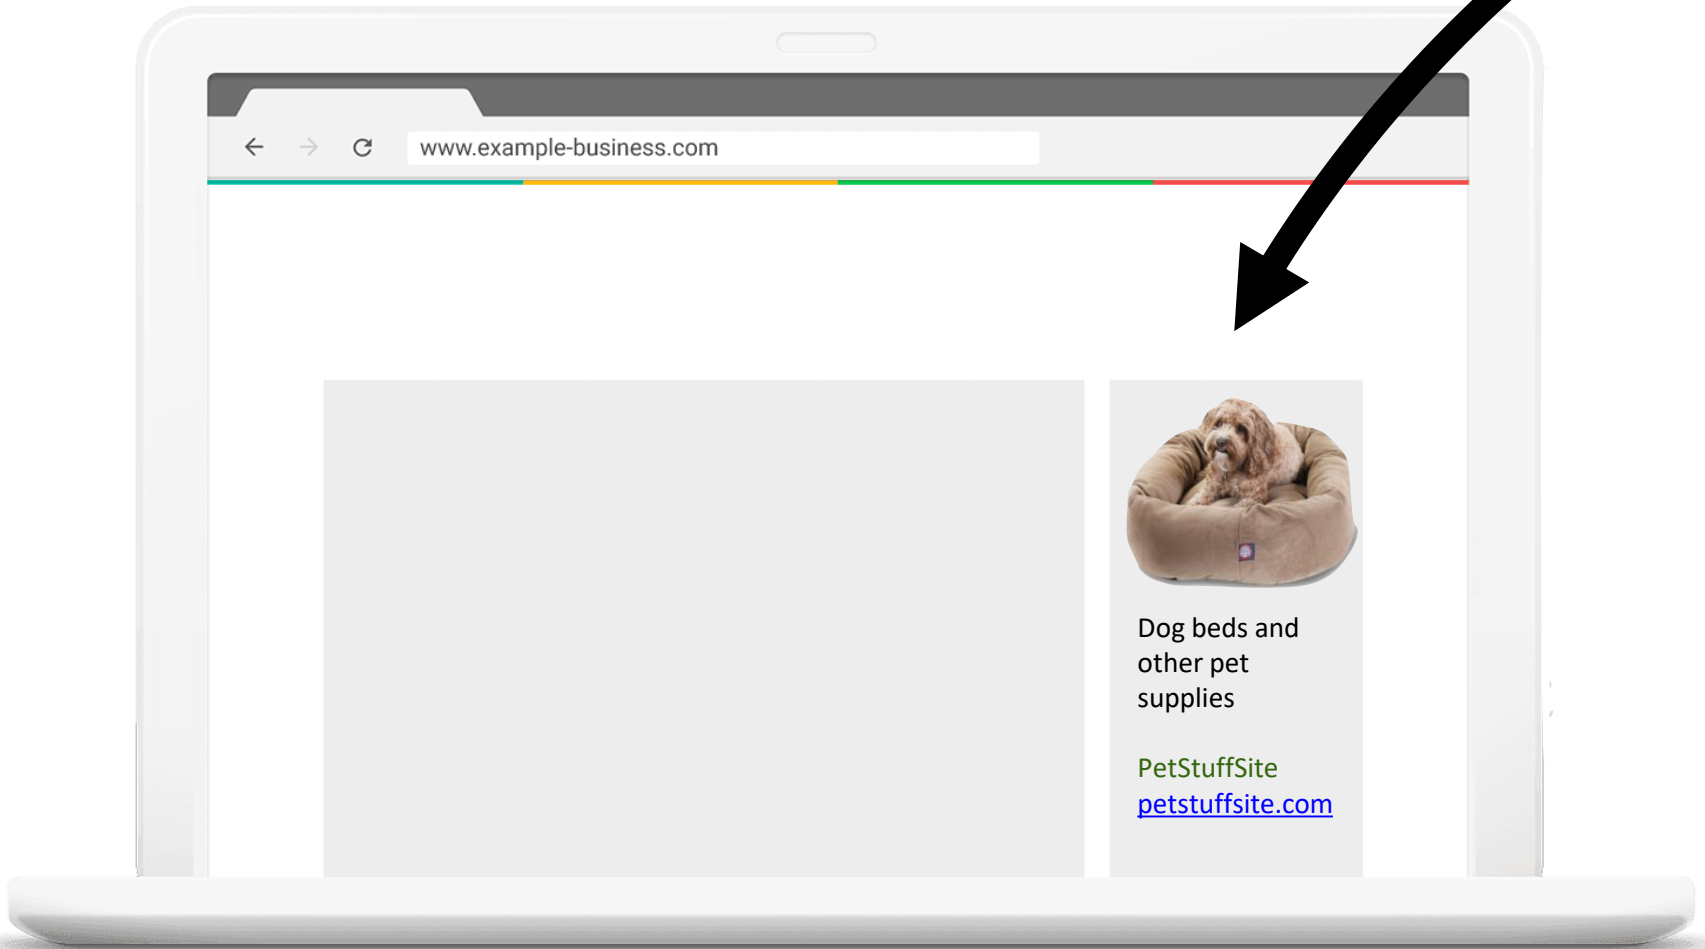 www.example-business.com
Dog beds and
other pet
supplies
PetStuffSite
petstuffsite.com